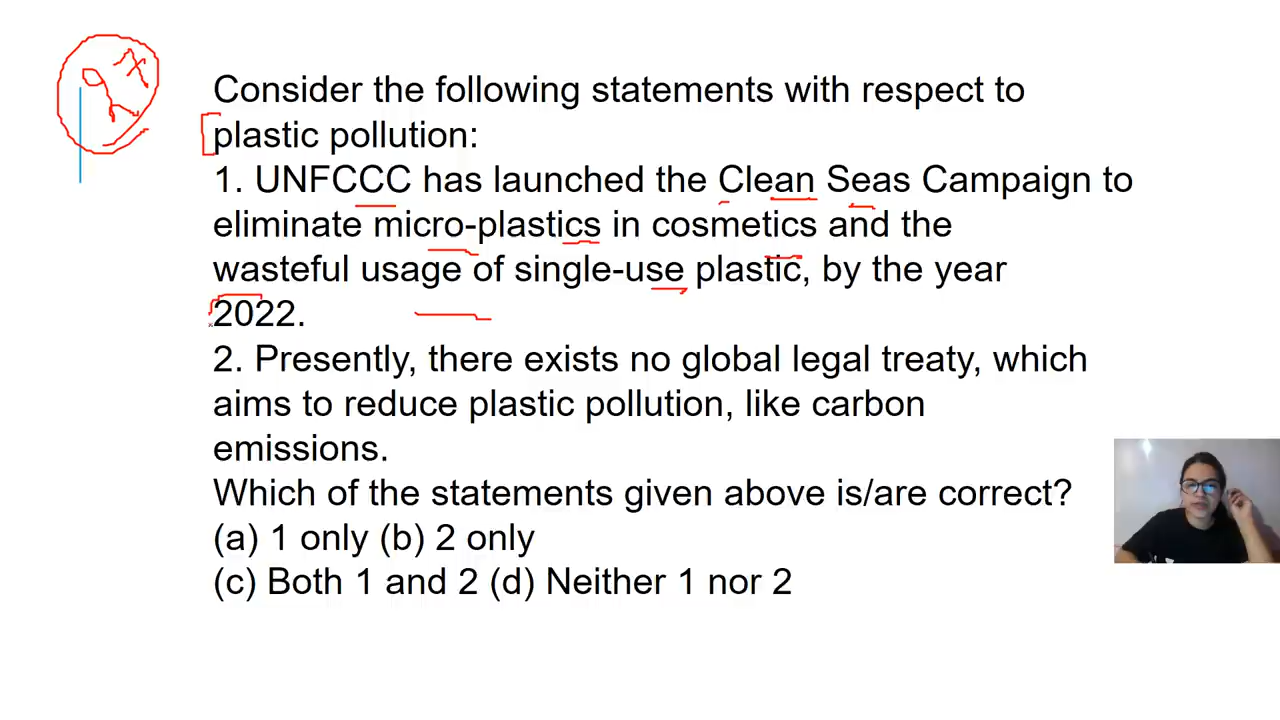 Consider the following statements with respect to
plastic pollution:
1. UNFCCC has launched the Clean Seas Campaign to
eliminate micro-plastics in cosmetics and the
wasteful usage of single-use plastic, by the year
2022.
2. Presently, there exists no global legal treaty, which
aims to reduce plastic pollution, like carbon
emissions.
Which of the statements given above is/are correct?
(a) 1 only (b) 2 only
(c) Both 1 and 2 (d) Neither 1 nor 2